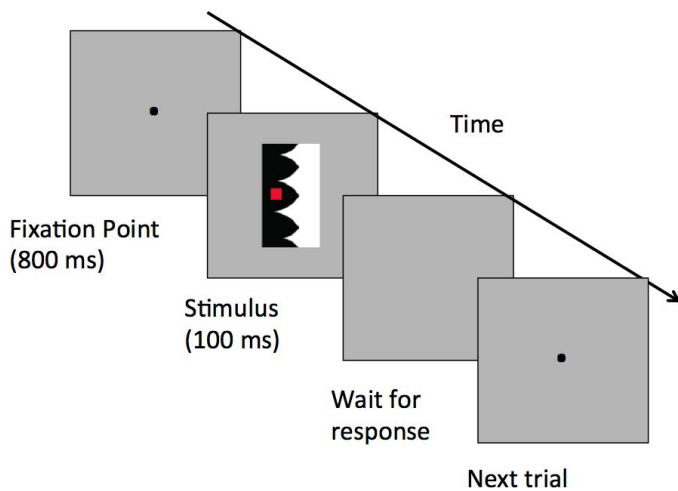 Time
Fixation Point
(800 ms)
Stimulus
(100 ms)
Wait for
response
Next trial